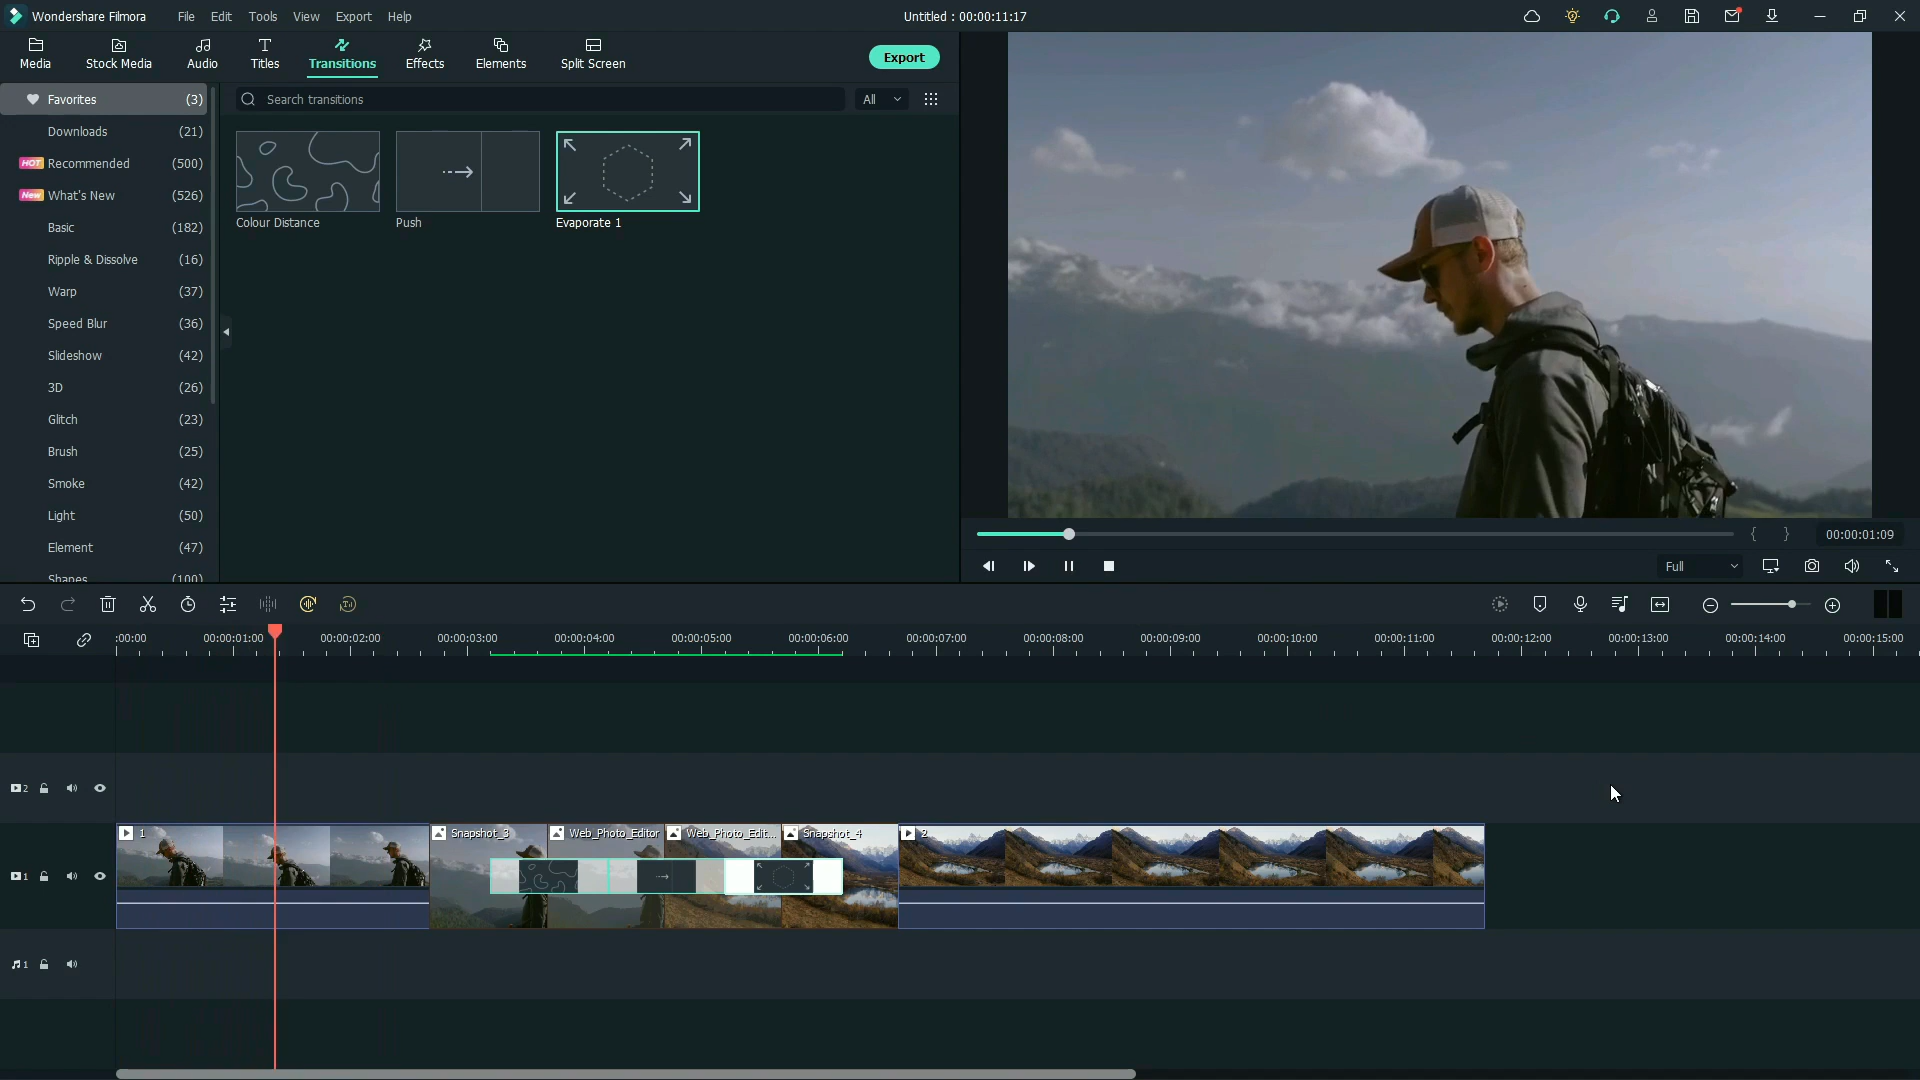 Wondershare Filmora
File Edit Tools View Export Help
Untitled : 00:00:11:17
Media Stock Media Audio Titles Transitions Effects Elements Split Screen
Export
Favorites (3)
Downloads (21)
HOT Recommended (500)
New What's New (526)
Basic (182)
Ripple & Dissolve (16)
Warp (37)
Speed Blur (36)
Slideshow (42)
3D (26)
Glitch (23)
Brush (25)
Smoke (42)
Light (50)
Element (47)
Shapes (100)
Search transitions
All
Colour Distance Push Evaporate 1
{ } 00:00:01:09
Full
:00:00 00:00:01:00 00:00:02:00 00:00:03:00 00:00:04:00 00:00:05:00 00:00:06:00 00:00:07:00 00:00:08:00 00:00:09:00 00:00:10:00 00:00:11:00 00:00:12:00 00:00:13:00 00:00:14:00 00:00:15:00
2
1 Snapshot_3 Web_Photo_Editor Web_Photo_Edit... Snapshot_4 2
1
1